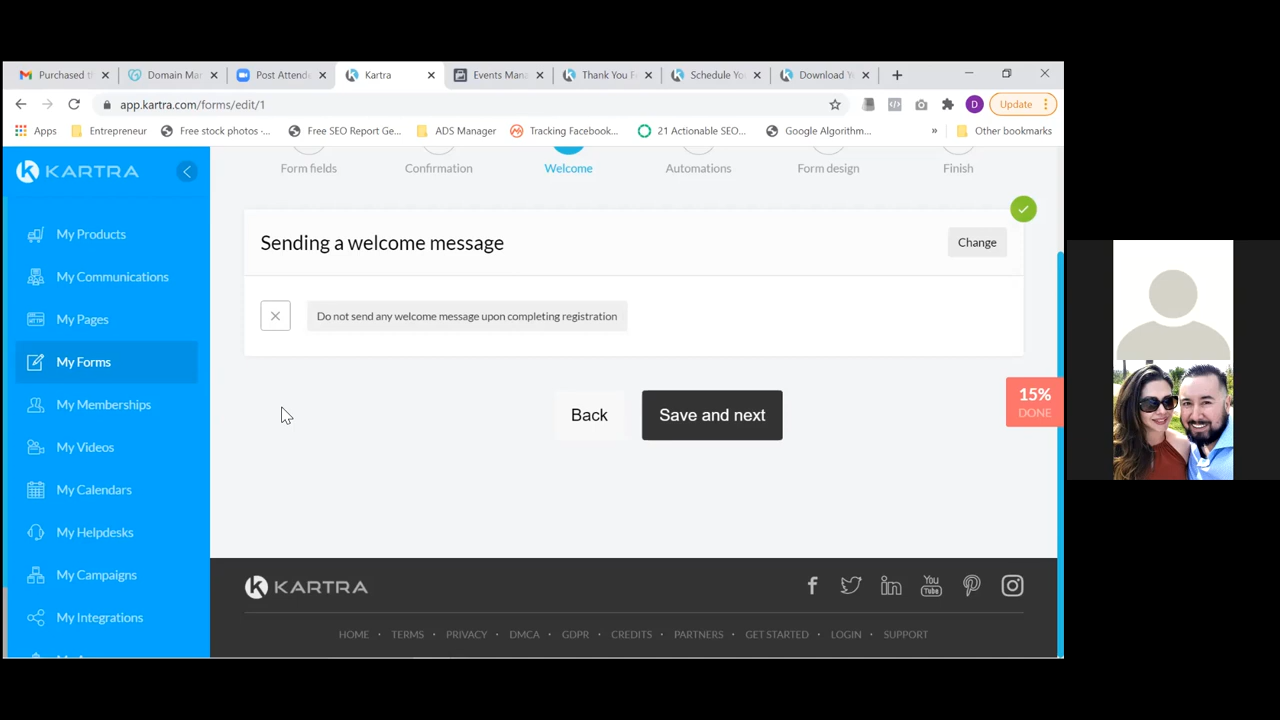 Purchased t
Domain Mar
Post Attende
Kartra
Events Mana
Thank You F
Schedule Yo
Download Y
app.kartra.com/forms/edit/1
D
Update
Apps
Entrepreneur
Free stock photos -...
Free SEO Report Ge...
ADS Manager
Tracking Facebook...
21 Actionable SEO...
Google Algorithm...
»
Other bookmarks
KARTRA
My Products
My Communications
My Pages
My Forms
My Memberships
My Videos
My Calendars
My Helpdesks
My Campaigns
My Integrations
Form fields
Confirmation
Welcome
Automations
Form design
Finish
Sending a welcome message
Change
Do not send any welcome message upon completing registration
Back
Save and next
15%
DONE
KARTRA
HOME • TERMS • PRIVACY • DMCA • GDPR • CREDITS • PARTNERS • GET STARTED • LOGIN • SUPPORT